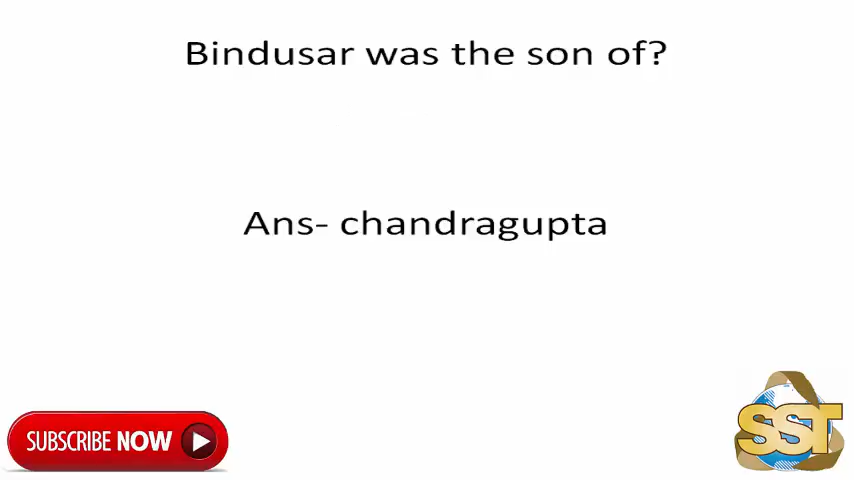 Bindusar was the son of?
Ans- chandragupta
SUBSCRIBE NOW
SST